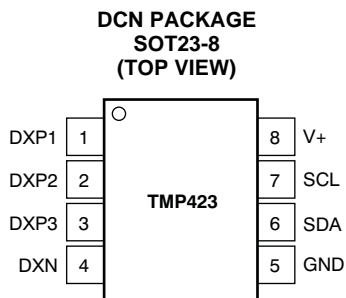 DCN PACKAGE
SOT23-8
(TOP VIEW)
DXP1 1 8 V+
DXP2 2 7 SCL
TMP423
DXP3 3 6 SDA
DXN 4 5 GND